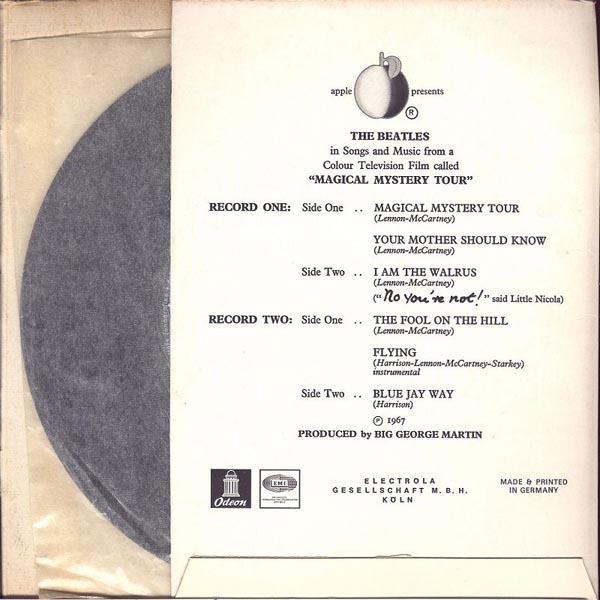 apple presents
®
THE BEATLES
in Songs and Music from a
Colour Television Film called
“MAGICAL MYSTERY TOUR”
RECORD ONE: Side One .. MAGICAL MYSTERY TOUR
(Lennon-McCartney)
YOUR MOTHER SHOULD KNOW
(Lennon-McCartney)
Side Two .. I AM THE WALRUS
(Lennon-McCartney)
(“No you're not!” said Little Nicola)
RECORD TWO: Side One .. THE FOOL ON THE HILL
(Lennon-McCartney)
FLYING
(Harrison-Lennon-McCartney-Starkey)
instrumental
Side Two .. BLUE JAY WAY
(Harrison)
℗ 1967
PRODUCED by BIG GEORGE MARTIN
Odeon
EMI
ELECTROLA
GESELLSCHAFT M. B. H.
KÖLN
MADE & PRINTED
IN GERMANY